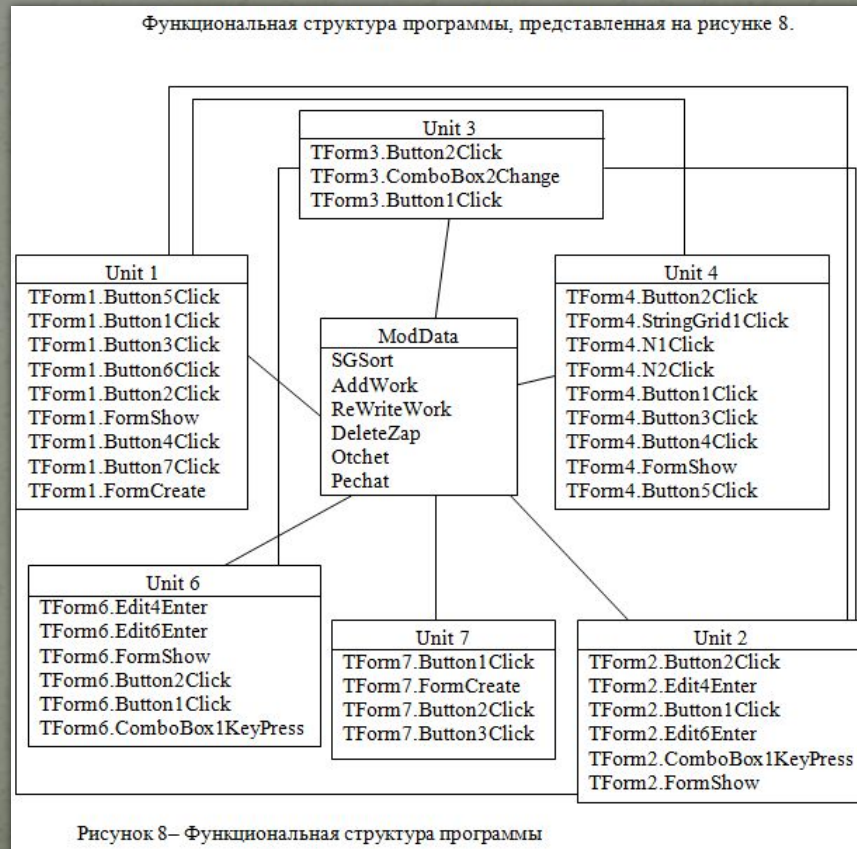 Функциональная структура программы, представленная на рисунке 8.
Unit 3
TForm3.Button2Click
TForm3.ComboBox2Change
TForm3.Button1Click
Unit 1
TForm1.Button5Click
TForm1.Button1Click
TForm1.Button3Click
TForm1.Button6Click
TForm1.Button2Click
TForm1.FormShow
TForm1.Button4Click
TForm1.Button7Click
TForm1.FormCreate
ModData
SGSort
AddWork
ReWriteWork
DeleteZap
Otchet
Pechat
Unit 4
TForm4.Button2Click
TForm4.StringGrid1Click
TForm4.N1Click
TForm4.N2Click
TForm4.Button1Click
TForm4.Button3Click
TForm4.Button4Click
TForm4.FormShow
TForm4.Button5Click
Unit 6
TForm6.Edit4Enter
TForm6.Edit6Enter
TForm6.FormShow
TForm6.Button2Click
TForm6.Button1Click
TForm6.ComboBox1KeyPress
Unit 7
TForm7.Button1Click
TForm7.FormCreate
TForm7.Button2Click
TForm7.Button3Click
Unit 2
TForm2.Button2Click
TForm2.Edit4Enter
TForm2.Button1Click
TForm2.Edit6Enter
TForm2.ComboBox1KeyPress
TForm2.FormShow
Рисунок 8– Функциональная структура программы